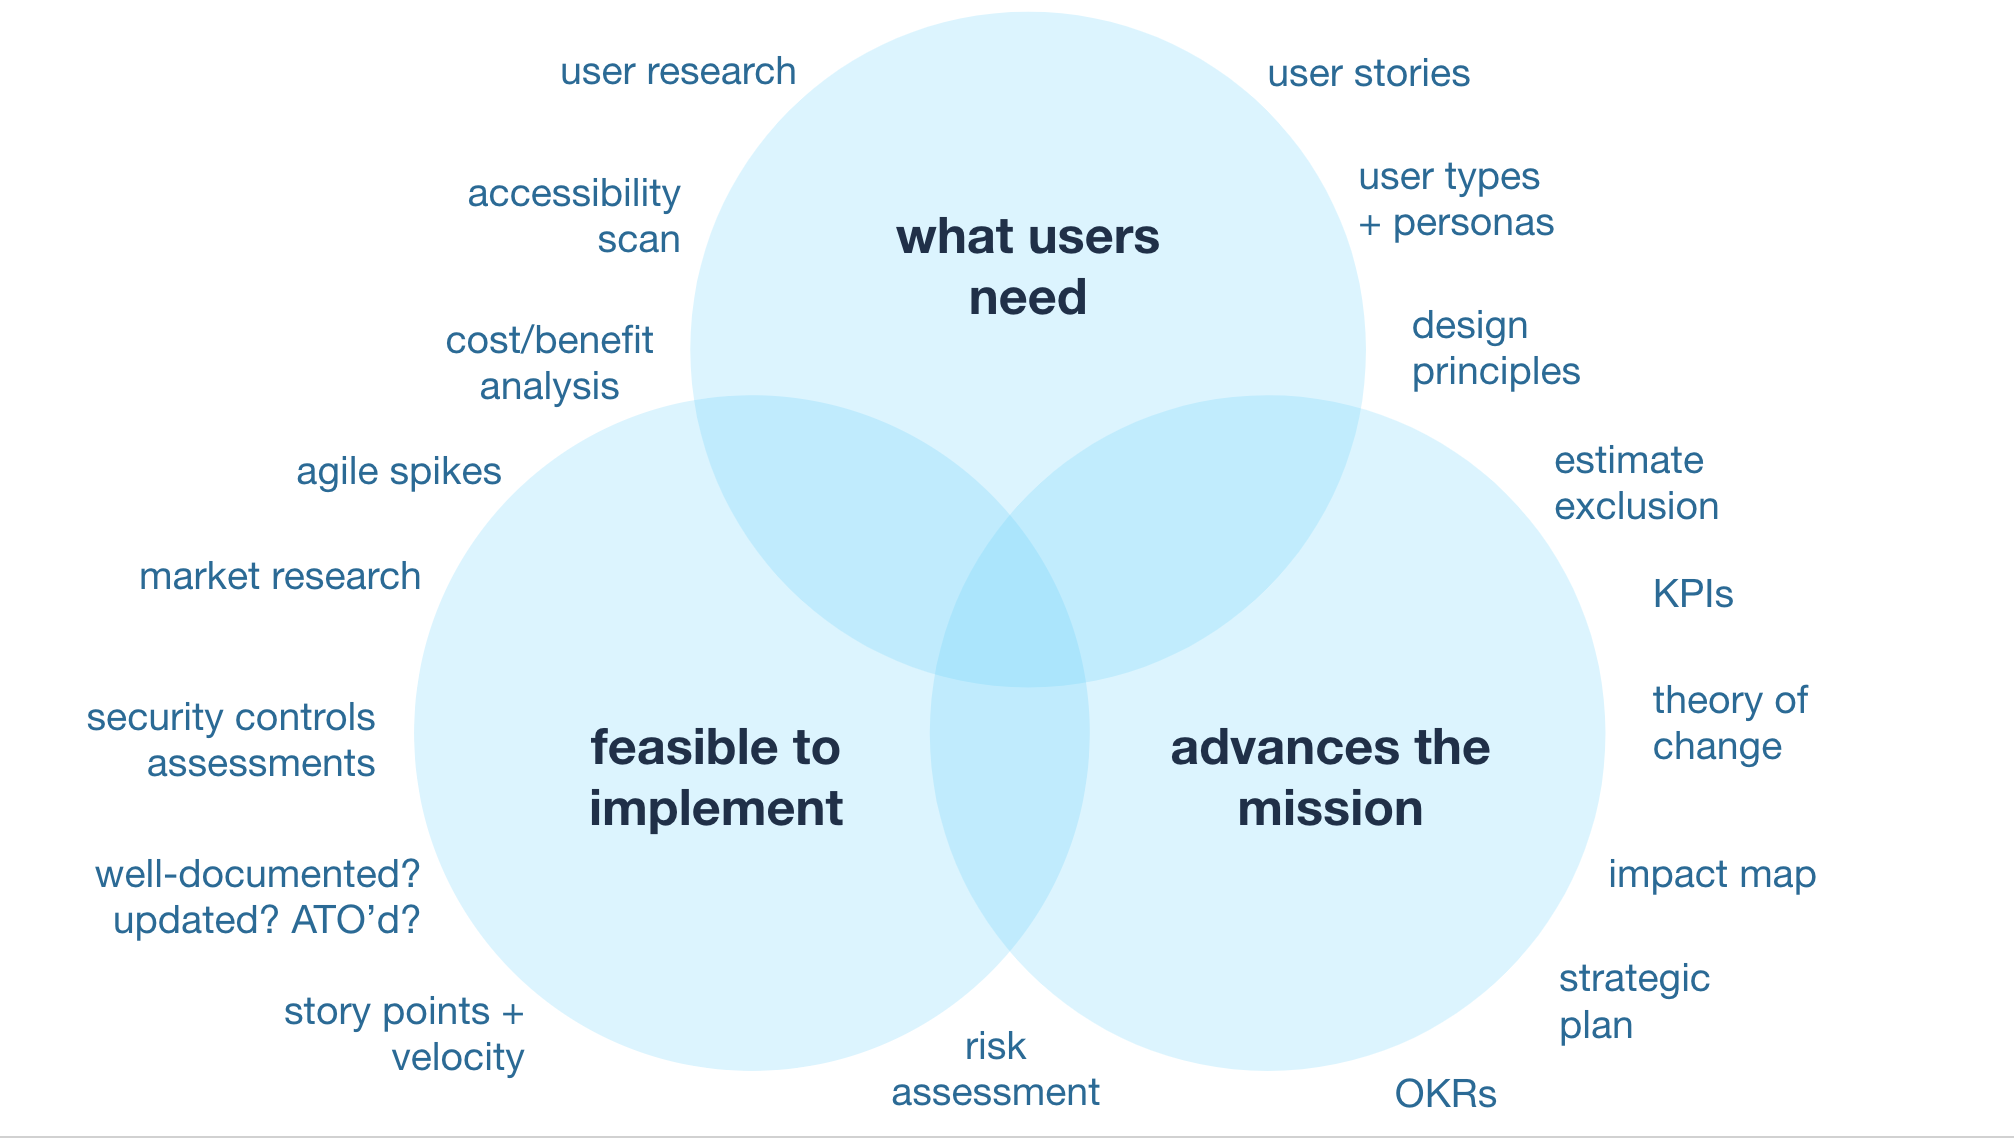 user research
user stories
accessibility
scan
user types
+ personas
what users
need
cost/benefit
analysis
design
principles
agile spikes
estimate
exclusion
market research
KPIs
security controls
assessments
feasible to
implement
advances the
mission
theory of
change
well-documented?
updated? ATO’d?
impact map
story points +
velocity
strategic
plan
risk
assessment
OKRs